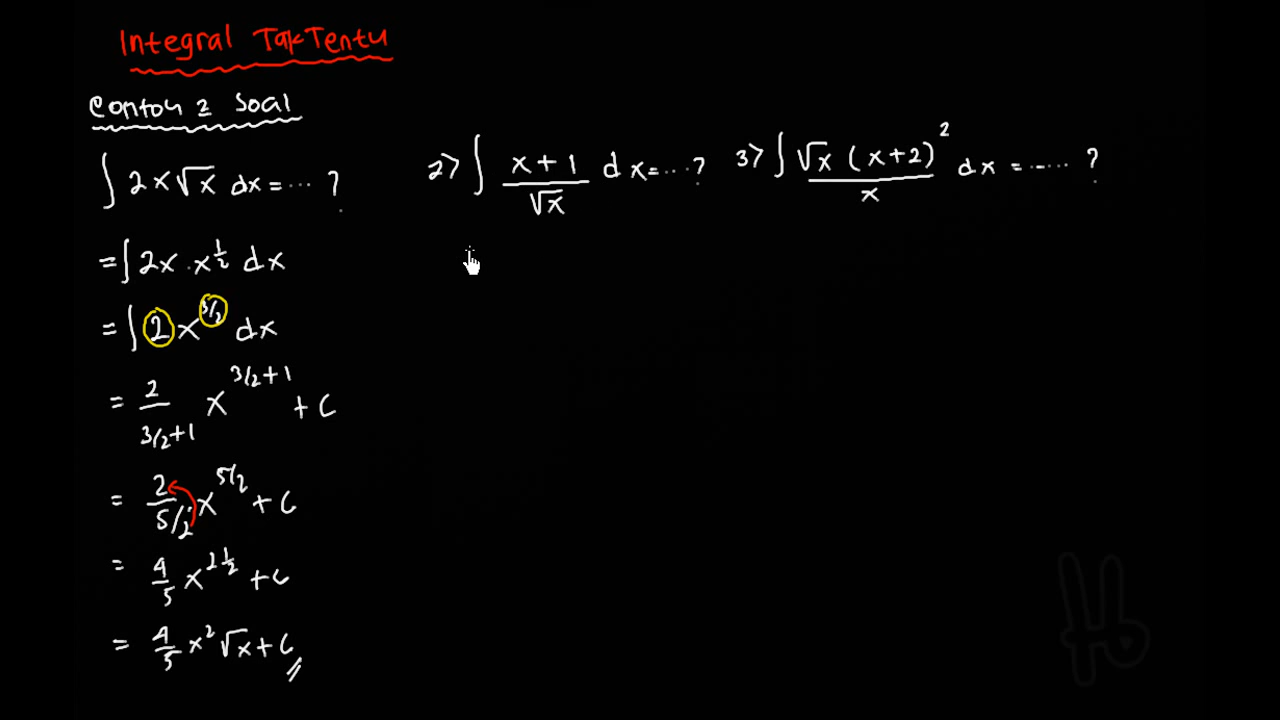 Integral Tak Tentu
Contoh 2 Soal
∫ 2x√x dx = ... ?
= ∫ 2x . x^½ dx
= ∫ 2 x^(3/2) dx
= 2/(3/2+1) x^(3/2+1) + C
= 2/(5/2) x^(5/2) + C
= 4/5 x^(2½) + C
= 4/5 x² √x + C //
2> ∫ (x+1)/√x dx = ... ?
3> ∫ (√x (x+2)²)/x dx = ..... ?